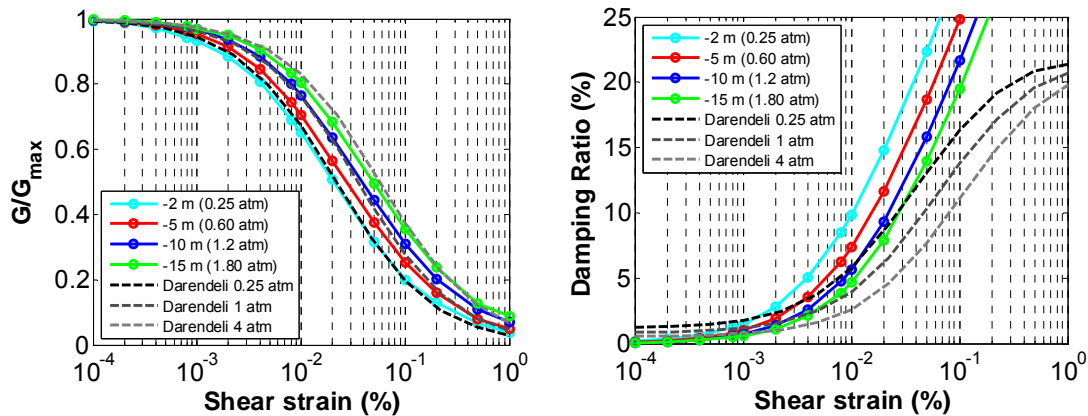 1
0.8
0.6
0.4
0.2
0
G/Gmax
-2 m (0.25 atm)
-5 m (0.60 atm)
-10 m (1.2 atm)
-15 m (1.80 atm)
Darendeli 0.25 atm
Darendeli 1 atm
Darendeli 4 atm
10^-4 10^-3 10^-2 10^-1 10^0
Shear strain (%)
25
20
15
10
5
0
Damping Ratio (%)
-2 m (0.25 atm)
-5 m (0.60 atm)
-10 m (1.2 atm)
-15 m (1.80 atm)
Darendeli 0.25 atm
Darendeli 1 atm
Darendeli 4 atm
10^-4 10^-3 10^-2 10^-1 10^0
Shear strain (%)